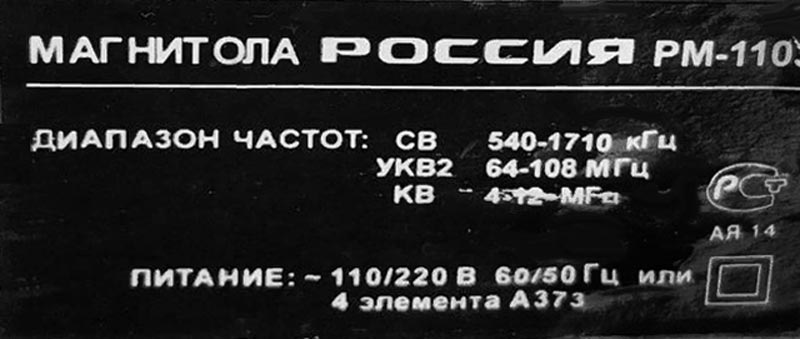 МАГНИТОЛА РОССИЯ РМ-110
ДИАПАЗОН ЧАСТОТ: СВ 540-1710 кГц
УКВ2 64-108 МГц
КВ 4-12 МГц
РСТ
АЯ 14
ПИТАНИЕ: ~ 110/220 В 60/50 Гц или
4 элемента А373